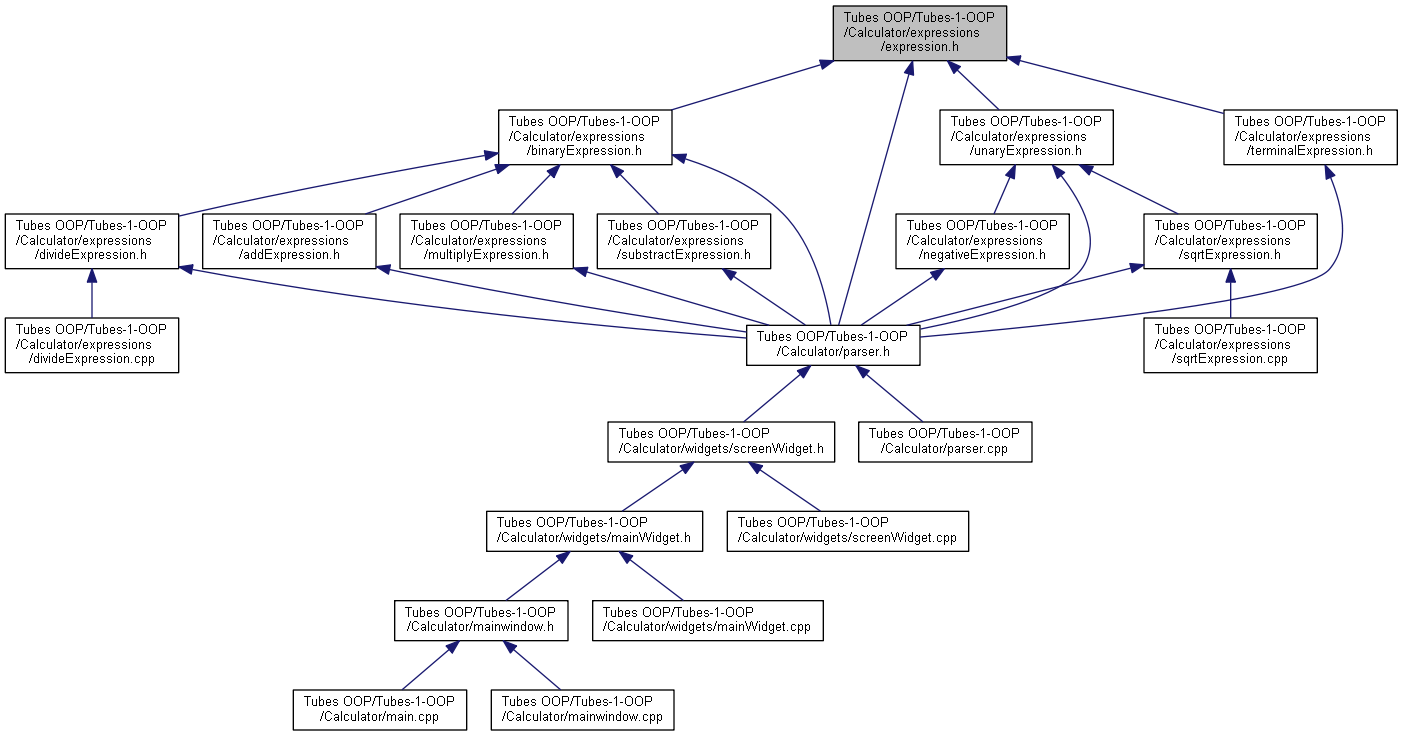 Tubes OOP/Tubes-1-OOP
/Calculator/expressions
/expression.h
Tubes OOP/Tubes-1-OOP
/Calculator/expressions
/binaryExpression.h
Tubes OOP/Tubes-1-OOP
/Calculator/expressions
/unaryExpression.h
Tubes OOP/Tubes-1-OOP
/Calculator/expressions
/terminalExpression.h
Tubes OOP/Tubes-1-OOP
/Calculator/expressions
/divideExpression.h
Tubes OOP/Tubes-1-OOP
/Calculator/expressions
/addExpression.h
Tubes OOP/Tubes-1-OOP
/Calculator/expressions
/multiplyExpression.h
Tubes OOP/Tubes-1-OOP
/Calculator/expressions
/substractExpression.h
Tubes OOP/Tubes-1-OOP
/Calculator/expressions
/negativeExpression.h
Tubes OOP/Tubes-1-OOP
/Calculator/expressions
/sqrtExpression.h
Tubes OOP/Tubes-1-OOP
/Calculator/expressions
/divideExpression.cpp
Tubes OOP/Tubes-1-OOP
/Calculator/parser.h
Tubes OOP/Tubes-1-OOP
/Calculator/expressions
/sqrtExpression.cpp
Tubes OOP/Tubes-1-OOP
/Calculator/widgets/screenWidget.h
Tubes OOP/Tubes-1-OOP
/Calculator/parser.cpp
Tubes OOP/Tubes-1-OOP
/Calculator/widgets/mainWidget.h
Tubes OOP/Tubes-1-OOP
/Calculator/widgets/screenWidget.cpp
Tubes OOP/Tubes-1-OOP
/Calculator/mainwindow.h
Tubes OOP/Tubes-1-OOP
/Calculator/widgets/mainWidget.cpp
Tubes OOP/Tubes-1-OOP
/Calculator/main.cpp
Tubes OOP/Tubes-1-OOP
/Calculator/mainwindow.cpp